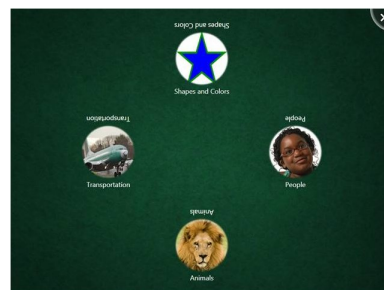 Shapes and Colors
Shapes and Colors
Transportation
People
Transportation
People
Animals
Animals